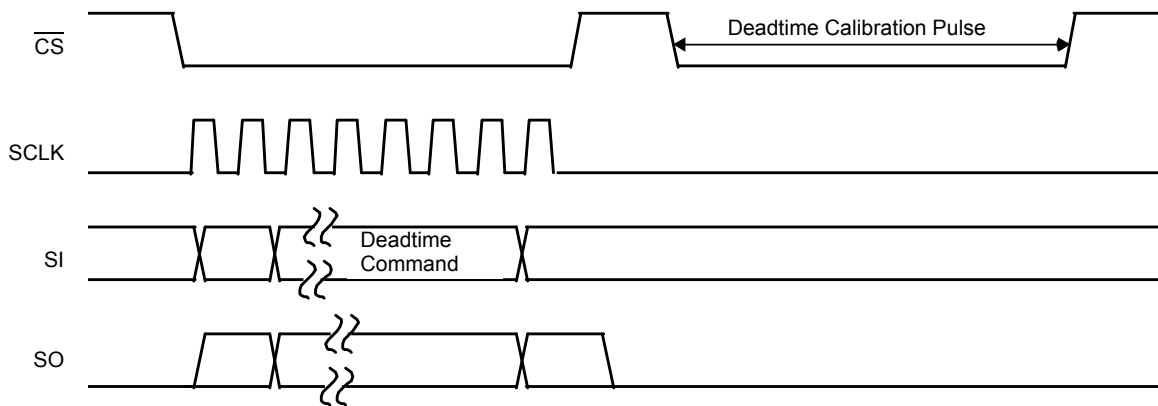 CS
Deadtime Calibration Pulse
SCLK
SI
Deadtime
Command
SO